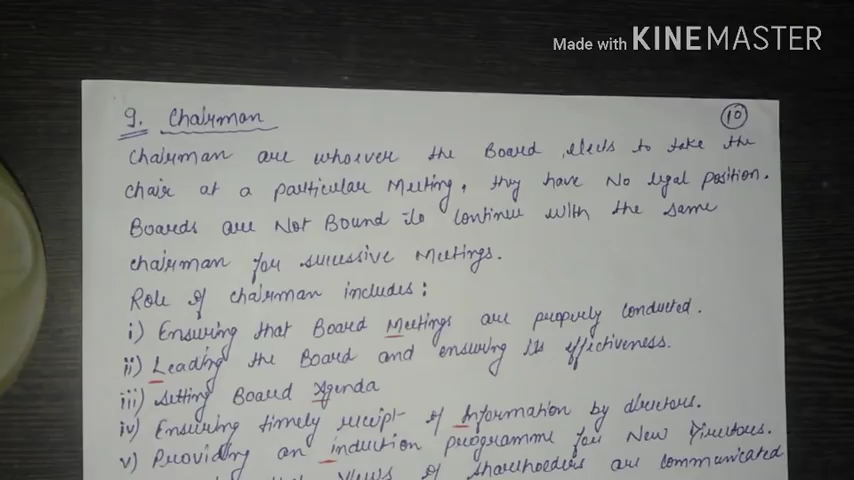 Made with KINEMASTER
9. Chairman
10
Chairman are whoever the Board elects to take the
chair at a particular Meeting. they have No legal position.
Boards are Not Bound to continue with the same
chairman for sucessive Meetings.
Role of chairman includes:
i) Ensuring that Board Meetings are properly conducted.
ii) Leading the Board and ensuring its effectiveness.
iii) setting Board Agenda
iv) Ensuring timely receipt of Information by directors.
v) Providing an induction programme for New Directors.
views of shareholders are communicated